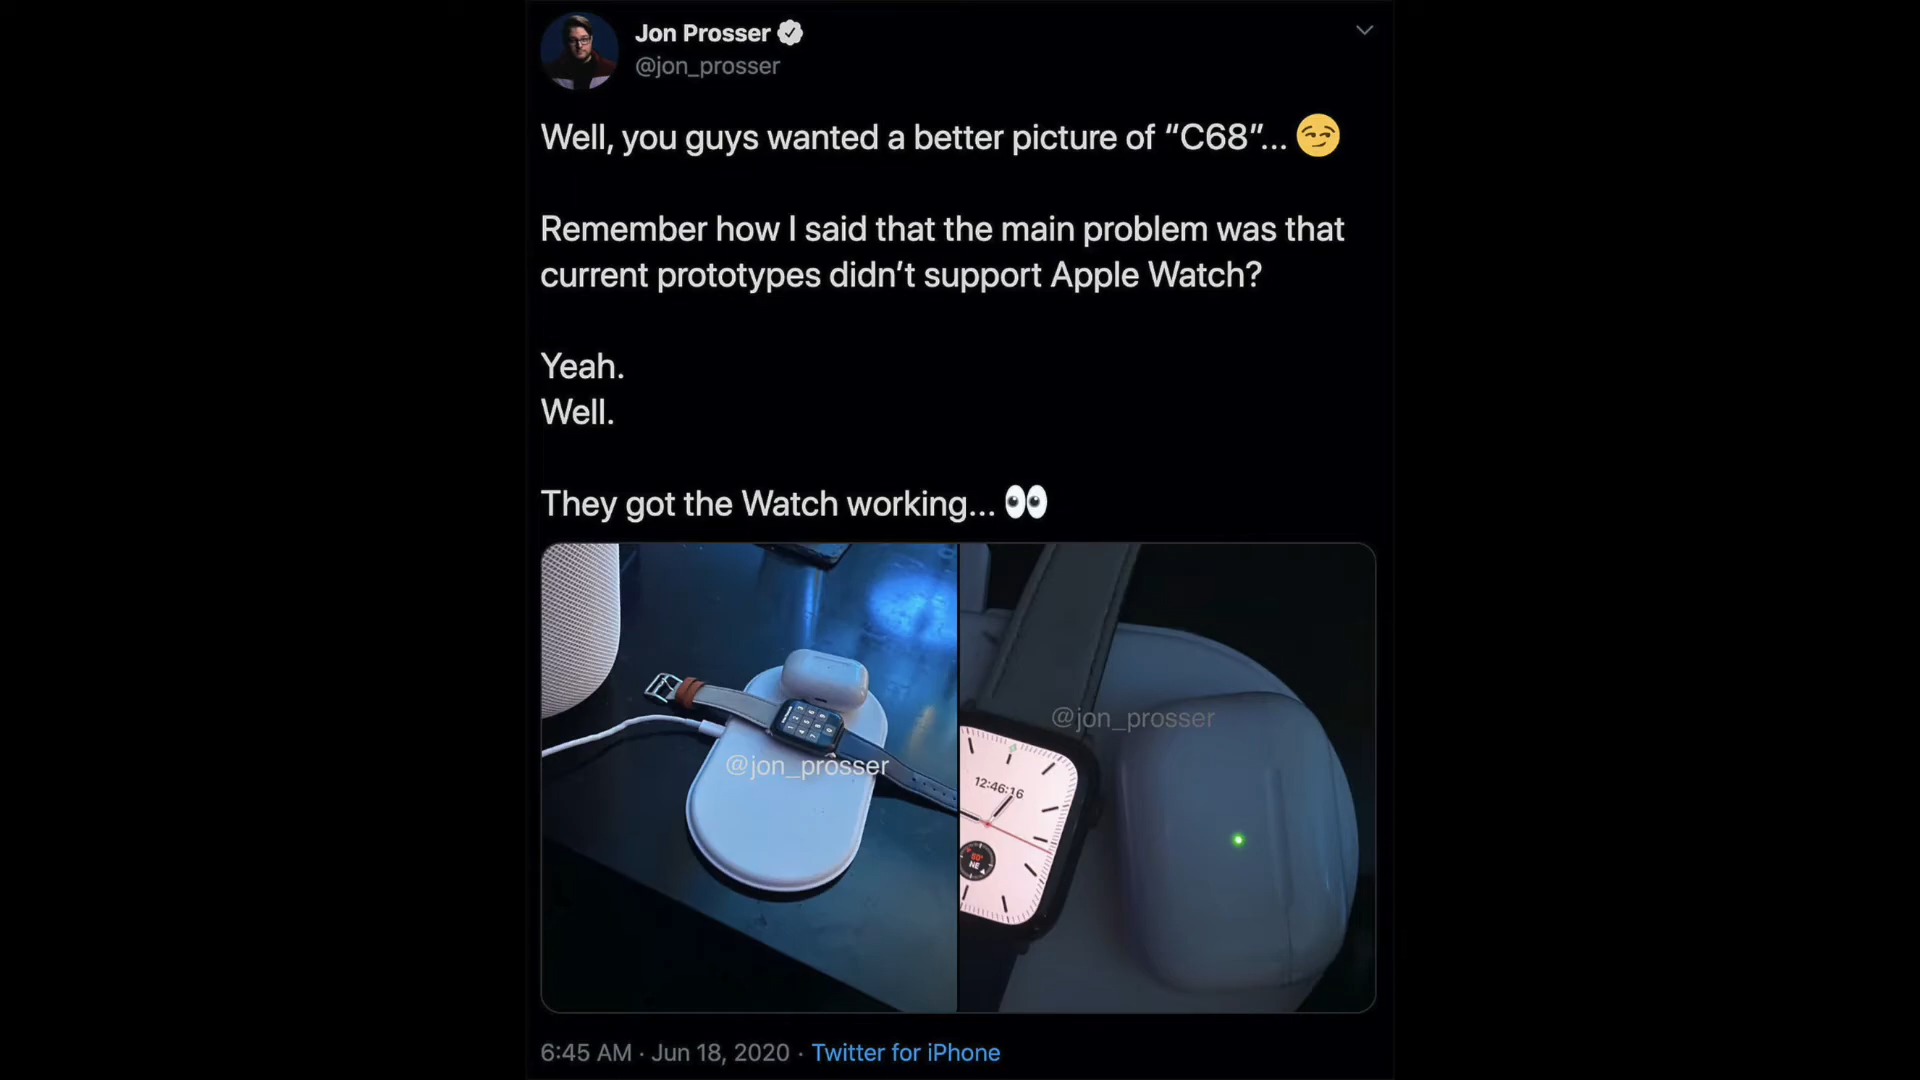 Jon Prosser
@jon_prosser
Well, you guys wanted a better picture of “C68”... 😏
Remember how I said that the main problem was that
current prototypes didn’t support Apple Watch?
Yeah.
Well.
They got the Watch working... 👀
@jon_prosser
@jon_prosser
12:46:16
NE
6:45 AM · Jun 18, 2020 · Twitter for iPhone